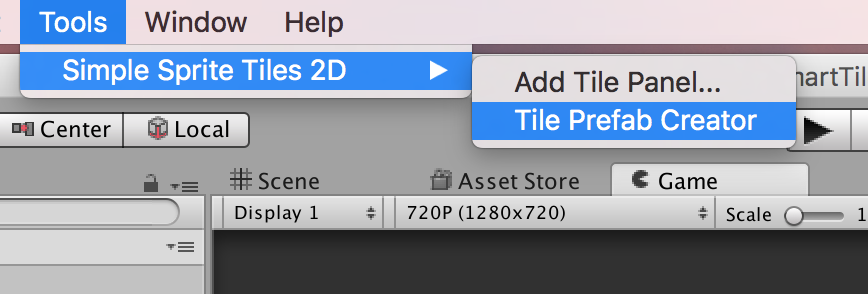 Tools Window Help
Simple Sprite Tiles 2D
Add Tile Panel...
Tile Prefab Creator
Center Local
Scene Asset Store Game
Display 1 720P (1280x720) Scale 1